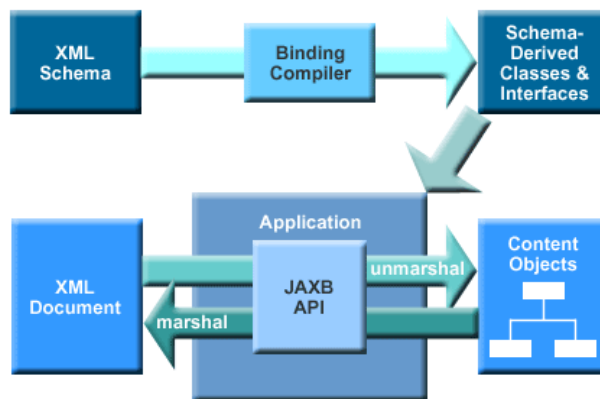 XML
Schema
Binding
Compiler
Schema-
Derived
Classes &
Interfaces
Application
XML
Document
JAXB
API
unmarshal
marshal
Content
Objects